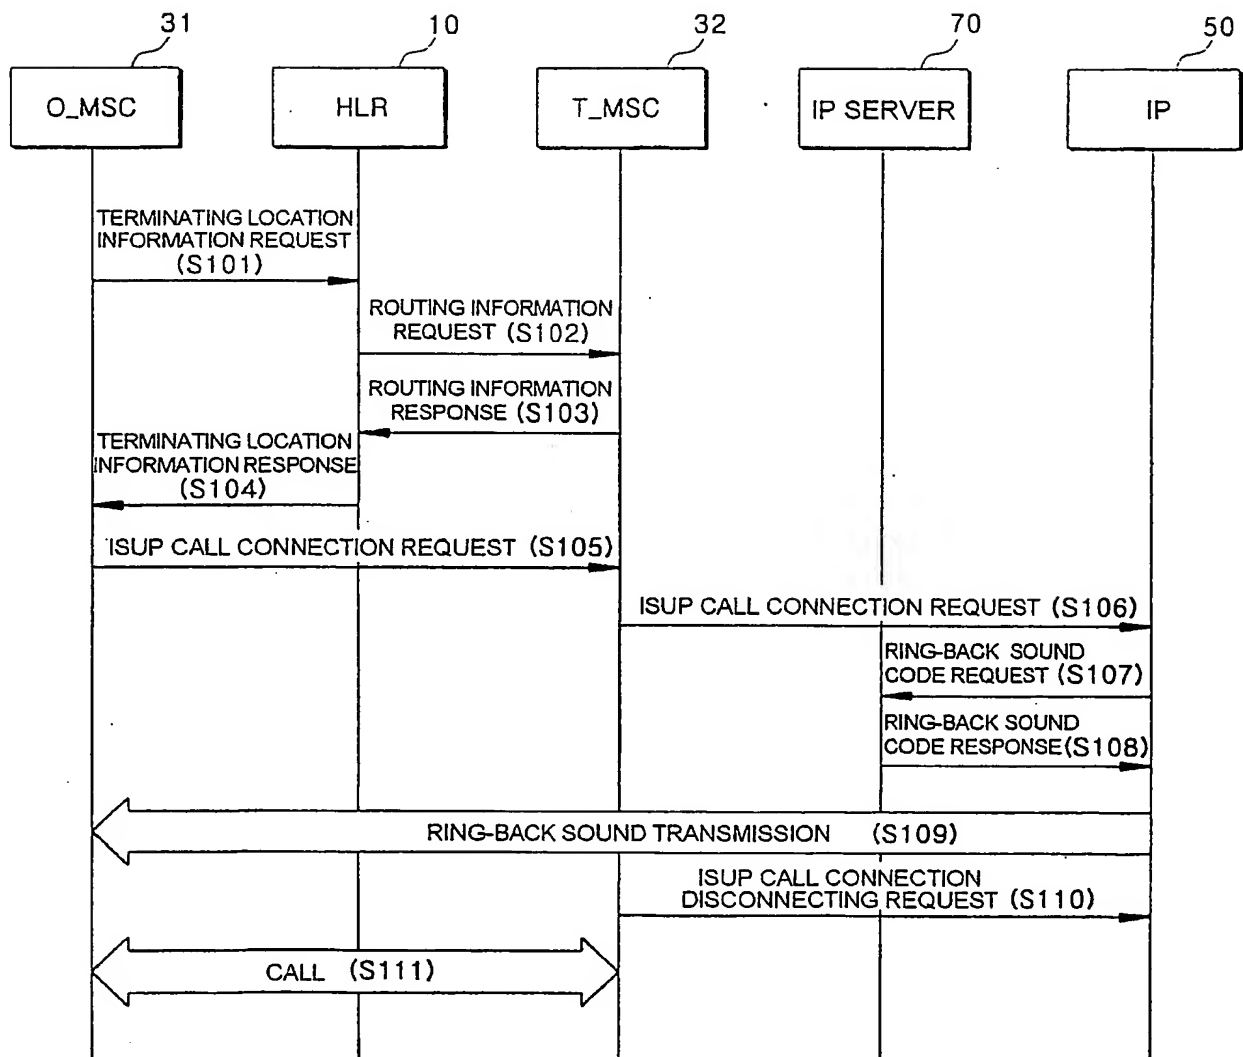 31
10
32
70
50
O_MSC
HLR
T_MSC
IP SERVER
IP
TERMINATING LOCATION
INFORMATION REQUEST
(S101)
ROUTING INFORMATION
REQUEST (S102)
ROUTING INFORMATION
RESPONSE (S103)
TERMINATING LOCATION
INFORMATION RESPONSE
(S104)
ISUP CALL CONNECTION REQUEST (S105)
ISUP CALL CONNECTION REQUEST (S106)
RING-BACK SOUND
CODE REQUEST (S107)
RING-BACK SOUND
CODE RESPONSE(S108)
RING-BACK SOUND TRANSMISSION (S109)
ISUP CALL CONNECTION
DISCONNECTING REQUEST (S110)
CALL (S111)